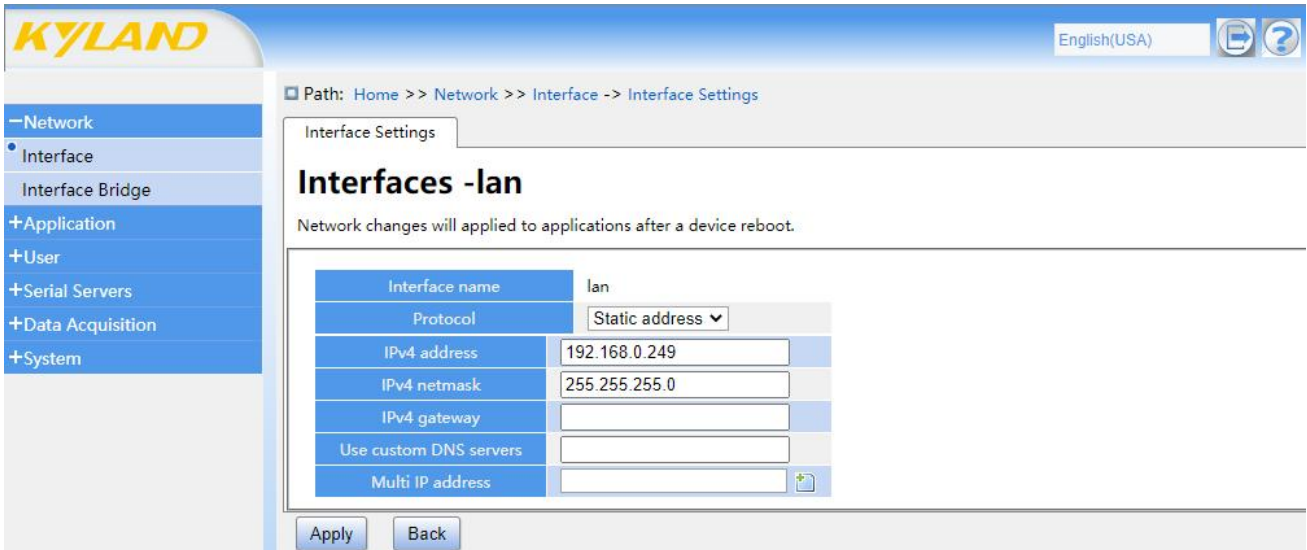 KYLAND
English(USA)
Path: Home >> Network >> Interface -> Interface Settings
−Network
Interface
Interface Bridge
+Application
+User
+Serial Servers
+Data Acquisition
+System
Interface Settings
Interfaces -lan
Network changes will applied to applications after a device reboot.
Interface name lan
Protocol Static address
IPv4 address 192.168.0.249
IPv4 netmask 255.255.255.0
IPv4 gateway
Use custom DNS servers
Multi IP address
Apply Back